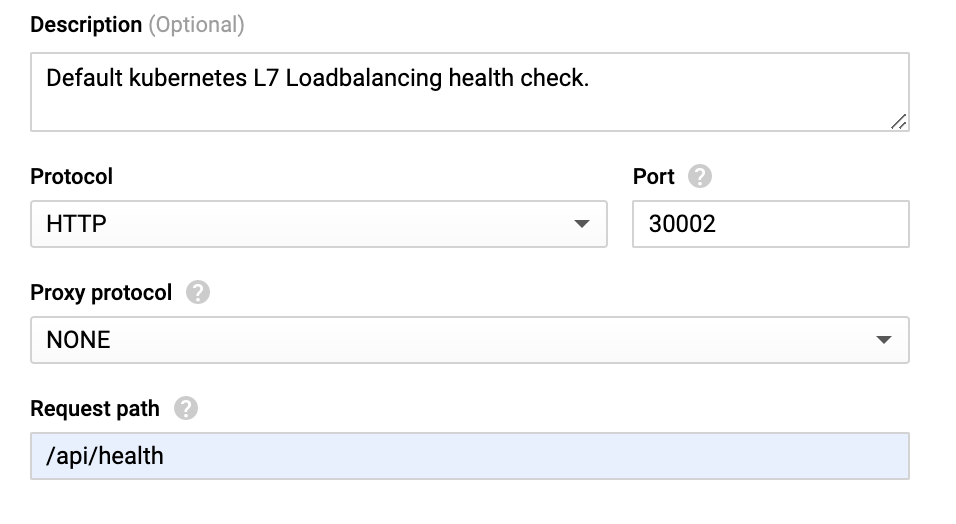 Description (Optional)
Default kubernetes L7 Loadbalancing health check.
Protocol
Port ?
HTTP
30002
Proxy protocol ?
NONE
Request path ?
/api/health